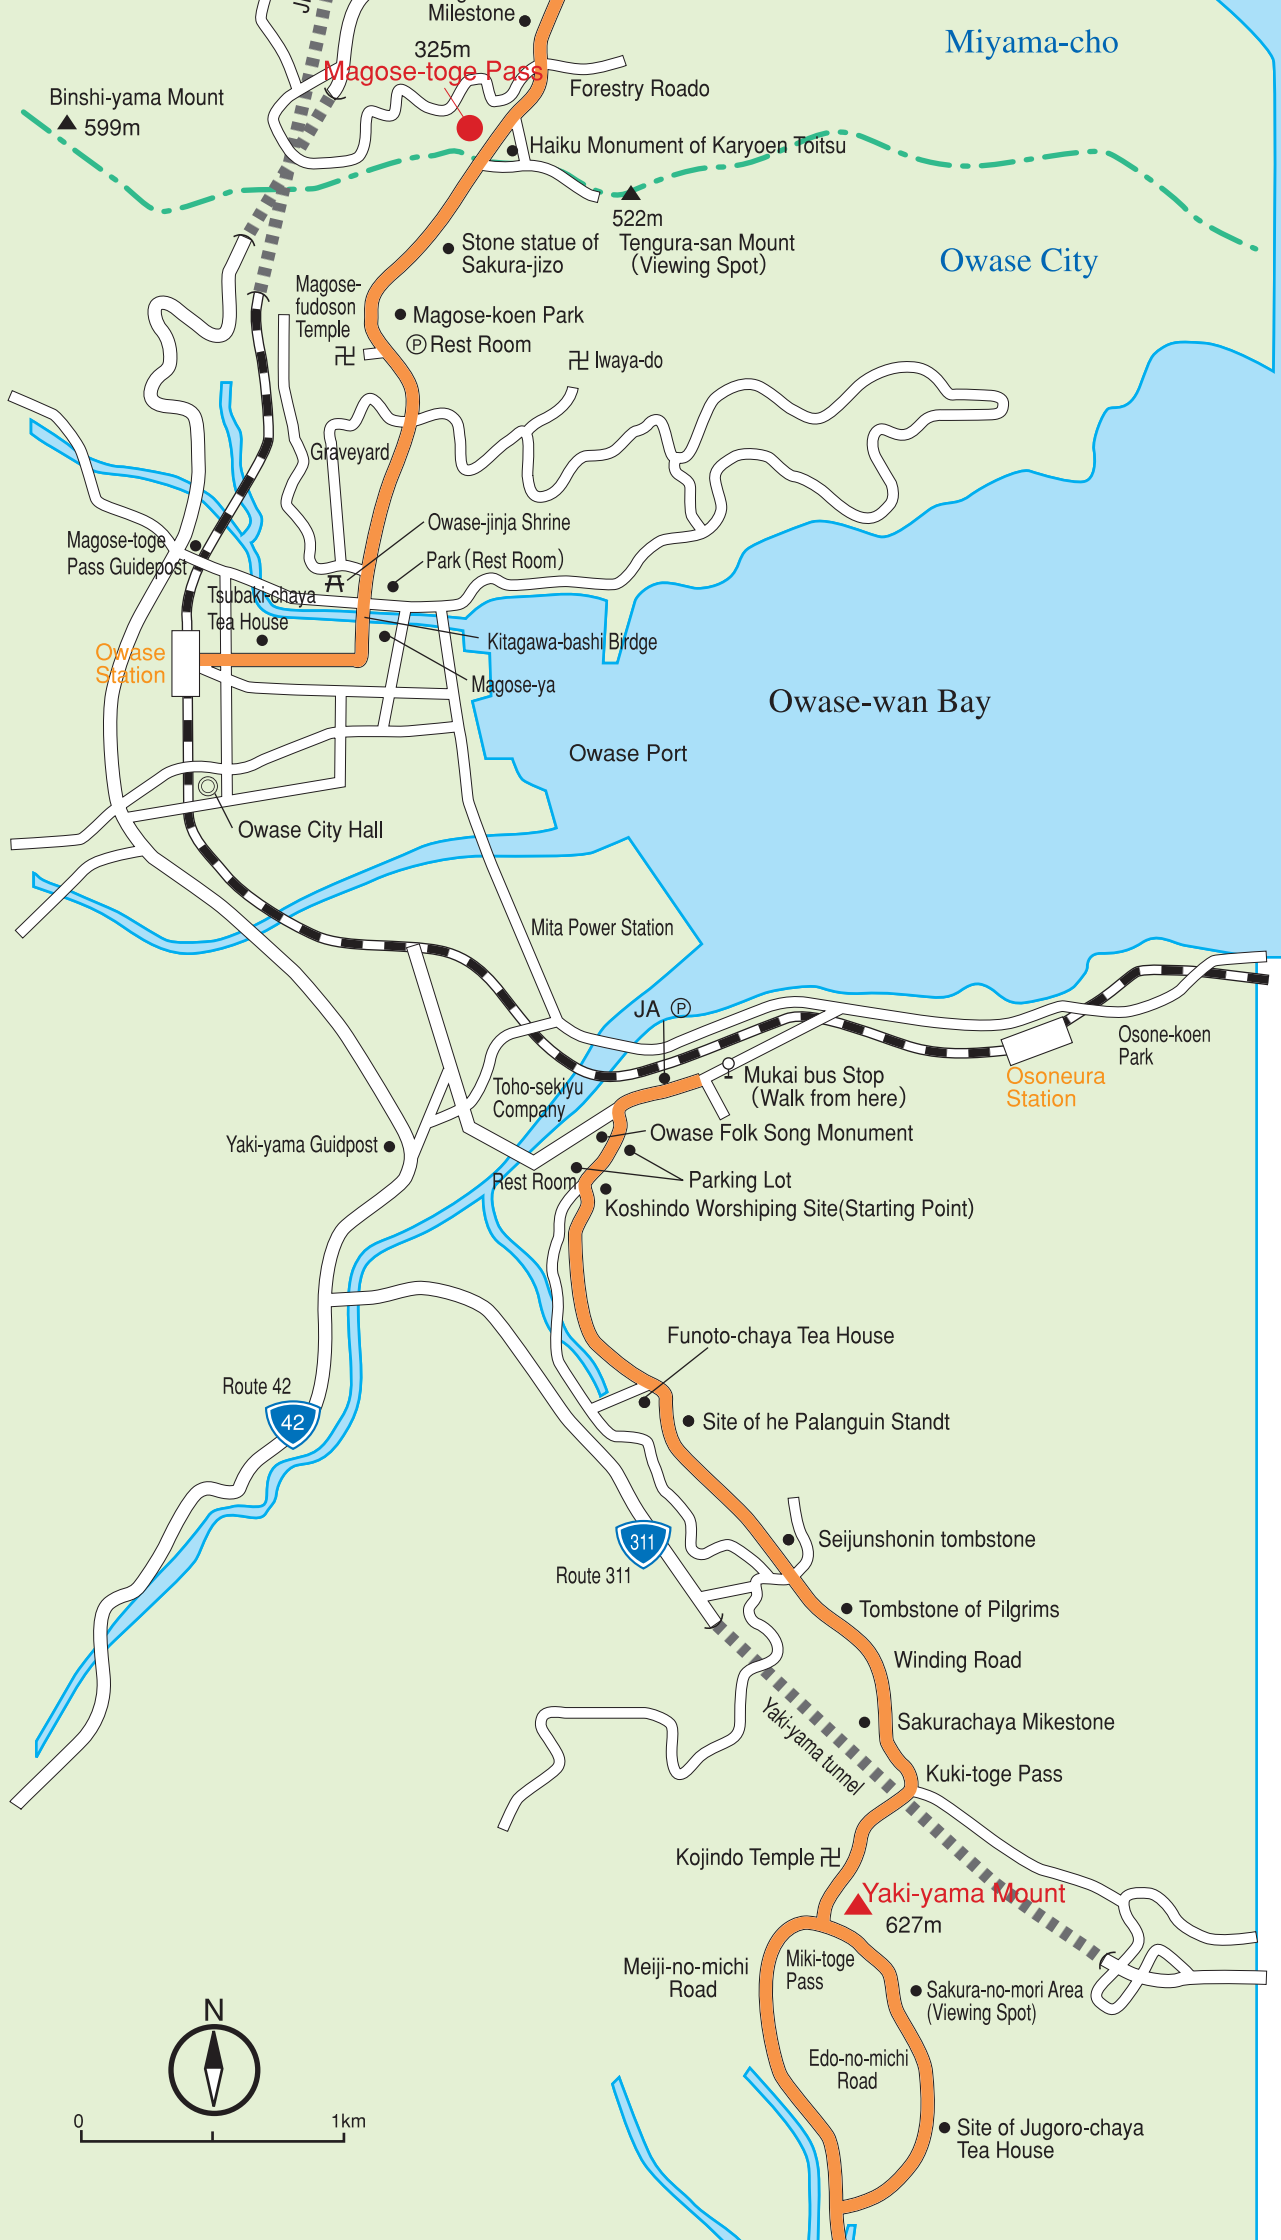 Milestone
Miyama-cho
325m
Magose-toge Pass
Forestry Roado
Binshi-yama Mount
599m
Haiku Monument of Karyoen Toitsu
522m
Tengura-san Mount
(Viewing Spot)
Owase City
Stone statue of
Sakura-jizo
Magose-
fudoson
Temple
卍
Magose-koen Park
Ⓟ Rest Room
卍 Iwaya-do
Graveyard
Owase-jinja Shrine
Magose-toge
Pass Guidepost
Park (Rest Room)
Tsubaki-chaya
Tea House
Kitagawa-bashi Birdge
Owase
Station
Magose-ya
Owase-wan Bay
Owase Port
Owase City Hall
Mita Power Station
JA Ⓟ
Osone-koen
Park
Osoneura
Station
Mukai bus Stop
(Walk from here)
Toho-sekiyu
Company
Owase Folk Song Monument
Yaki-yama Guidpost
Rest Room
Parking Lot
Koshindo Worshiping Site(Starting Point)
Funoto-chaya Tea House
Route 42
42
Site of he Palanguin Standt
311
Route 311
Seijunshonin tombstone
Tombstone of Pilgrims
Winding Road
Yaki-yama tunnel
Sakurachaya Mikestone
Kuki-toge Pass
Kojindo Temple 卍
Yaki-yama Mount
627m
Meiji-no-michi
Road
Miki-toge
Pass
Sakura-no-mori Area
(Viewing Spot)
N
Edo-no-michi
Road
0
1km
Site of Jugoro-chaya
Tea House